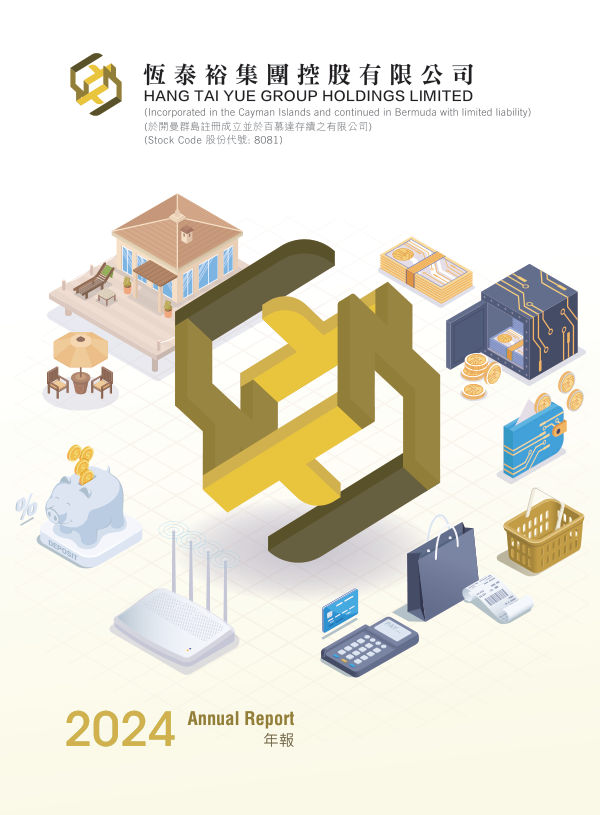 恆泰裕集團控股有限公司
HANG TAI YUE GROUP HOLDINGS LIMITED
(Incorporated in the Cayman Islands and continued in Bermuda with limited liability)
(於開曼群島註冊成立並於百慕達存續之有限公司)
(Stock Code 股份代號: 8081)
%
DEPOSIT
2024 Annual Report
年報